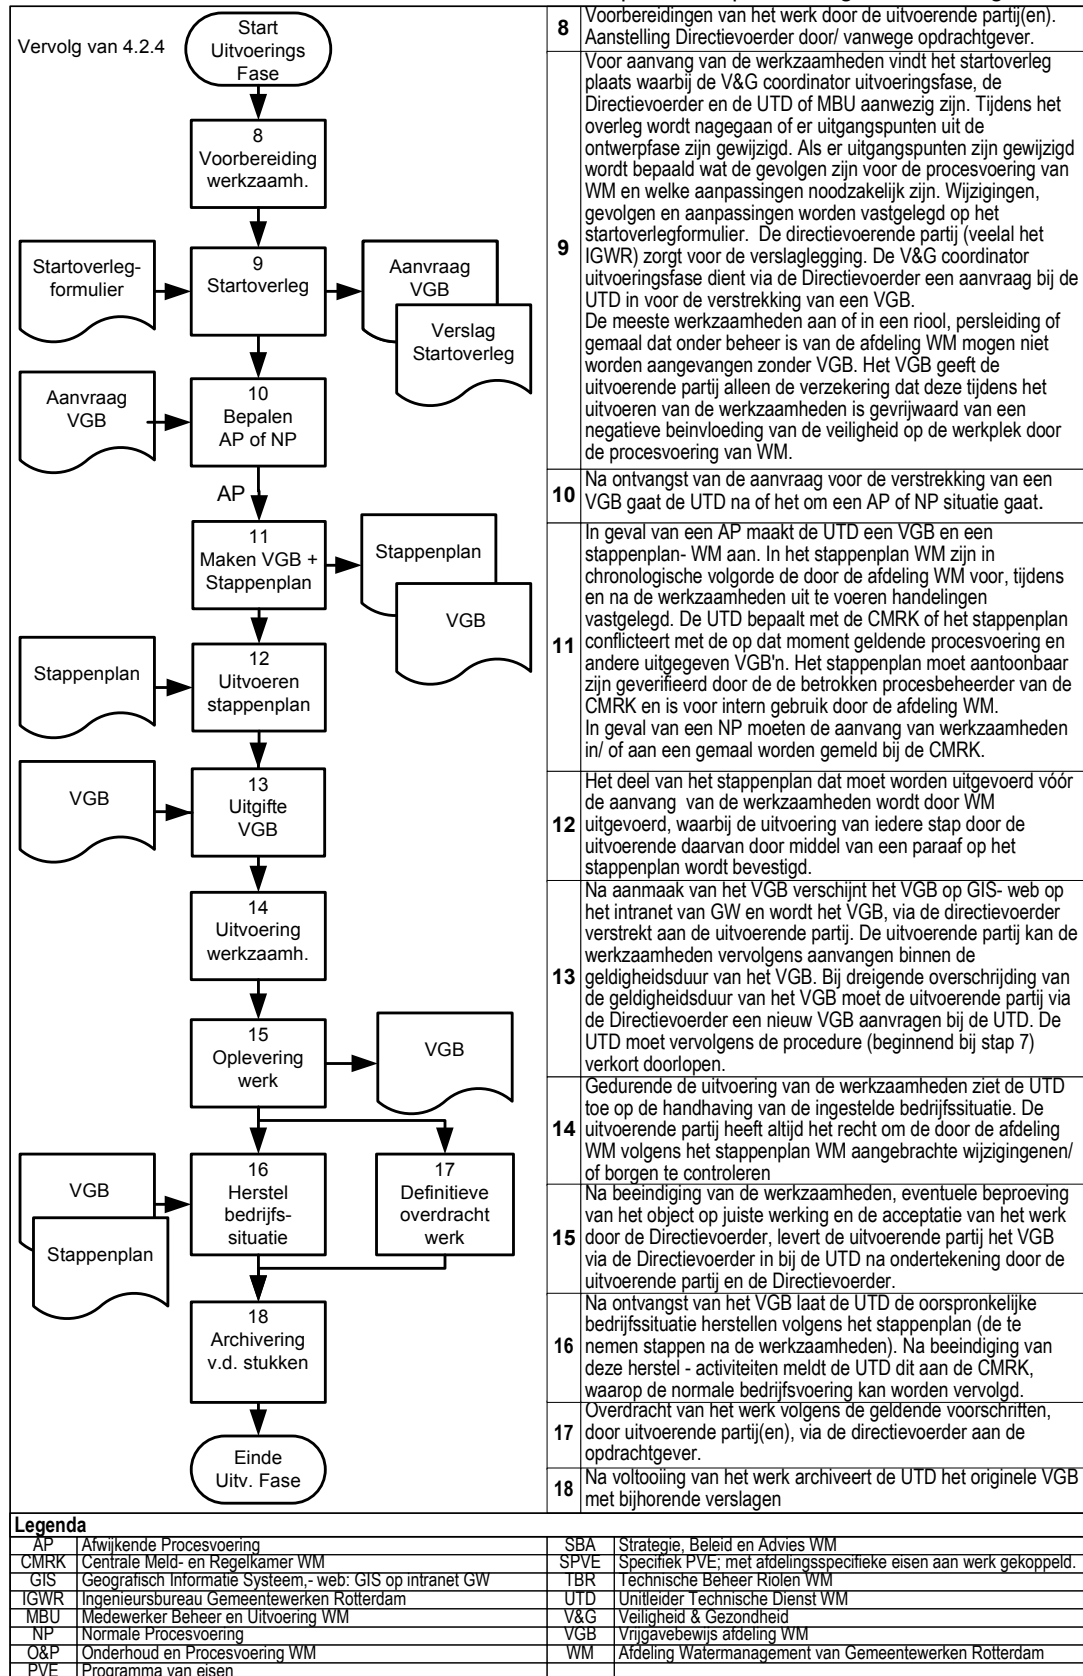 Vervolg van 4.2.4
Start
Uitvoerings
Fase
8
Voorbereiding
werkzaamh.
Startoverleg-
formulier
9
Startoverleg
Aanvraag
VGB
Verslag
Startoverleg
Aanvraag
VGB
10
Bepalen
AP of NP
AP
11
Maken VGB +
Stappenplan
Stappenplan
VGB
Stappenplan
12
Uitvoeren
stappenplan
VGB
13
Uitgifte
VGB
14
Uitvoering
werkzaamh.
15
Oplevering
werk
VGB
VGB
Stappenplan
16
Herstel
bedrijfs-
situatie
17
Definitieve
overdracht
werk
18
Archivering
v.d. stukken
Einde
Uitv. Fase
8
Voorbereidingen van het werk door de uitvoerende partij(en).
Aanstelling Directievoerder door/ vanwege opdrachtgever.
9
Voor aanvang van de werkzaamheden vindt het startoverleg
plaats waarbij de V&G coordinator uitvoeringsfase, de
Directievoerder en de UTD of MBU aanwezig zijn. Tijdens het
overleg wordt nagegaan of er uitgangspunten uit de
ontwerpfase zijn gewijzigd. Als er uitgangspunten zijn gewijzigd
wordt bepaald wat de gevolgen zijn voor de procesvoering van
WM en welke aanpassingen noodzakelijk zijn. Wijzigingen,
gevolgen en aanpassingen worden vastgelegd op het
startoverlegformulier. De directievoerende partij (veelal het
IGWR) zorgt voor de verslaglegging. De V&G coordinator
uitvoeringsfase dient via de Directievoerder een aanvraag bij de
UTD in voor de verstrekking van een VGB.
De meeste werkzaamheden aan of in een riool, persleiding of
gemaal dat onder beheer is van de afdeling WM mogen niet
worden aangevangen zonder VGB. Het VGB geeft de
uitvoerende partij alleen de verzekering dat deze tijdens het
uitvoeren van de werkzaamheden is gevrijwaard van een
negatieve beinvloeding van de veiligheid op de werkplek door
de procesvoering van WM.
10
Na ontvangst van de aanvraag voor de verstrekking van een
VGB gaat de UTD na of het om een AP of NP situatie gaat.
11
In geval van een AP maakt de UTD een VGB en een
stappenplan- WM aan. In het stappenplan WM zijn in
chronologische volgorde de door de afdeling WM voor, tijdens
en na de werkzaamheden uit te voeren handelingen
vastgelegd. De UTD bepaalt met de CMRK of het stappenplan
conflicteert met de op dat moment geldende procesvoering en
andere uitgegeven VGB'n. Het stappenplan moet aantoonbaar
zijn geverifieerd door de de betrokken procesbeheerder van de
CMRK en is voor intern gebruik door de afdeling WM.
In geval van een NP moeten de aanvang van werkzaamheden
in/ of aan een gemaal worden gemeld bij de CMRK.
12
Het deel van het stappenplan dat moet worden uitgevoerd vóór
de aanvang van de werkzaamheden wordt door WM
uitgevoerd, waarbij de uitvoering van iedere stap door de
uitvoerende daarvan door middel van een paraaf op het
stappenplan wordt bevestigd.
13
Na aanmaak van het VGB verschijnt het VGB op GIS- web op
het intranet van GW en wordt het VGB, via de directievoerder
verstrekt aan de uitvoerende partij. De uitvoerende partij kan de
werkzaamheden vervolgens aanvangen binnen de
geldigheidsduur van het VGB. Bij dreigende overschrijding van
de geldigheidsduur van het VGB moet de uitvoerende partij via
de Directievoerder een nieuw VGB aanvragen bij de UTD. De
UTD moet vervolgens de procedure (beginnend bij stap 7)
verkort doorlopen.
14
Gedurende de uitvoering van de werkzaamheden ziet de UTD
toe op de handhaving van de ingestelde bedrijfssituatie. De
uitvoerende partij heeft altijd het recht om de door de afdeling
WM volgens het stappenplan WM aangebrachte wijzigingenen/
of borgen te controleren
15
Na beeindiging van de werkzaamheden, eventuele beproeving
van het object op juiste werking en de acceptatie van het werk
door de Directievoerder, levert de uitvoerende partij het VGB
via de Directievoerder in bij de UTD na ondertekening door de
uitvoerende partij en de Directievoerder.
16
Na ontvangst van het VGB laat de UTD de oorspronkelijke
bedrijfssituatie herstellen volgens het stappenplan (de te
nemen stappen na de werkzaamheden). Na beeindiging van
deze herstel - activiteiten meldt de UTD dit aan de CMRK,
waarop de normale bedrijfsvoering kan worden vervolgd.
17
Overdracht van het werk volgens de geldende voorschriften,
door uitvoerende partij(en), via de directievoerder aan de
opdrachtgever.
18
Na voltooiing van het werk archiveert de UTD het originele VGB
met bijhorende verslagen
Legenda
AP Afwijkende Procesvoering SBA Strategie, Beleid en Advies WM
CMRK Centrale Meld- en Regelkamer WM SPVE Specifiek PVE; met afdelingsspecifieke eisen aan werk gekoppeld.
GIS Geografisch Informatie Systeem,- web: GIS op intranet GW TBR Technische Beheer Riolen WM
IGWR Ingenieursbureau Gemeentewerken Rotterdam UTD Unitleider Technische Dienst WM
MBU Medewerker Beheer en Uitvoering WM V&G Veiligheid & Gezondheid
NP Normale Procesvoering VGB Vrijgavebewijs afdeling WM
O&P Onderhoud en Procesvoering WM WM Afdeling Watermanagement van Gemeentewerken Rotterdam
PVE Programma van eisen